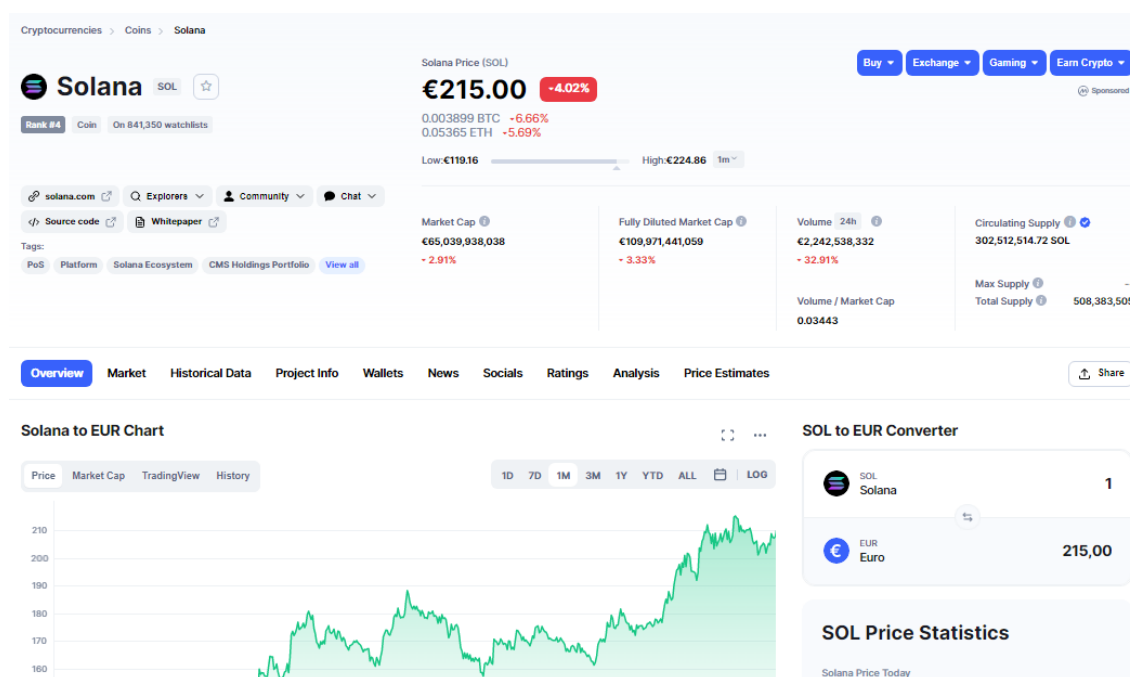 Cryptocurrencies > Coins > Solana
Solana SOL
Rank #4 Coin On 841,350 watchlists
solana.com Explorers Community Chat
Source code Whitepaper
Tags:
PoS Platform Solana Ecosystem CMS Holdings Portfolio View all
Solana Price (SOL)
€215.00 -4.02%
0.003899 BTC -6.66%
0.05365 ETH -5.69%
Low:€119.16 High:€224.86 1m
Buy Exchange Gaming Earn Crypto
Sponsored
Market Cap
€65,039,938,038
- 2.91%
Fully Diluted Market Cap
€109,971,441,059
- 3.33%
Volume 24h
€2,242,538,332
- 32.91%
Volume / Market Cap
0.03443
Circulating Supply
302,512,514.72 SOL
Max Supply -
Total Supply 508,383,505
Overview Market Historical Data Project Info Wallets News Socials Ratings Analysis Price Estimates
Share
Solana to EUR Chart
Price Market Cap TradingView History
1D 7D 1M 3M 1Y YTD ALL LOG
210
200
190
180
170
160
SOL to EUR Converter
SOL
Solana 1
EUR
Euro 215,00
SOL Price Statistics
Solana Price Today